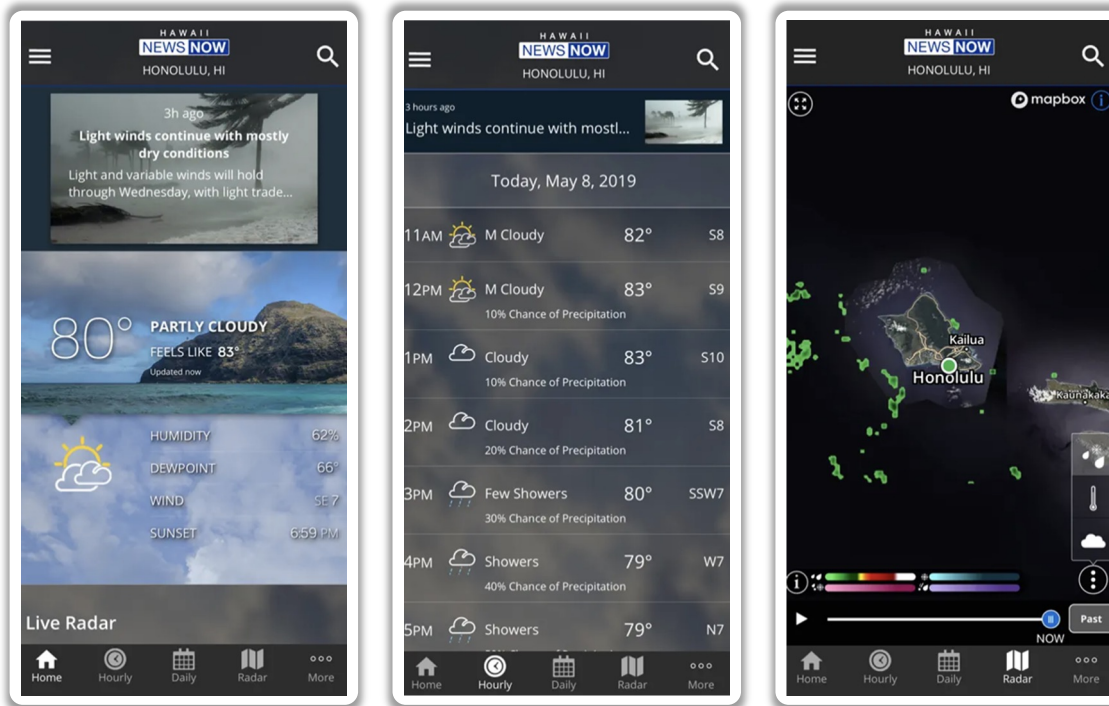 HAWAII
NEWS NOW
HONOLULU, HI
3h ago
Light winds continue with mostly
dry conditions
Light and variable winds will hold
through Wednesday, with light trade...
80° PARTLY CLOUDY
FEELS LIKE 83°
Updated now
HUMIDITY 62%
DEWPOINT 66°
WIND SE 7
SUNSET 6:59 PM
Live Radar
Home Hourly Daily Radar More
HAWAII
NEWS NOW
HONOLULU, HI
3 hours ago
Light winds continue with mostl...
Today, May 8, 2019
11AM M Cloudy 82° S8
12PM M Cloudy 83° S9
10% Chance of Precipitation
1PM Cloudy 83° S10
10% Chance of Precipitation
2PM Cloudy 81° S8
20% Chance of Precipitation
3PM Few Showers 80° SSW7
30% Chance of Precipitation
4PM Showers 79° W7
40% Chance of Precipitation
5PM Showers 79° N7
Home Hourly Daily Radar More
HAWAII
NEWS NOW
HONOLULU, HI
mapbox
Kailua
Honolulu
Kaunakaka
Past
NOW
Home Hourly Daily Radar More